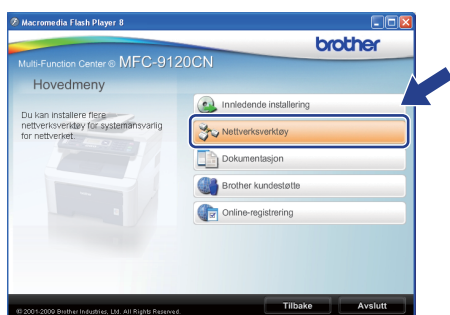 Macromedia Flash Player 8
brother
Multi-Function Center ® MFC-9120CN
Hovedmeny
Du kan installere flere
nettverksverktøy for systemansvarlig
for nettverket.
Innledende installering
Nettverksverktøy
Dokumentasjon
Brother kundestøtte
Online-registrering
© 2001-2009 Brother Industries, Ltd. All Rights Reserved.
Tilbake
Avslutt